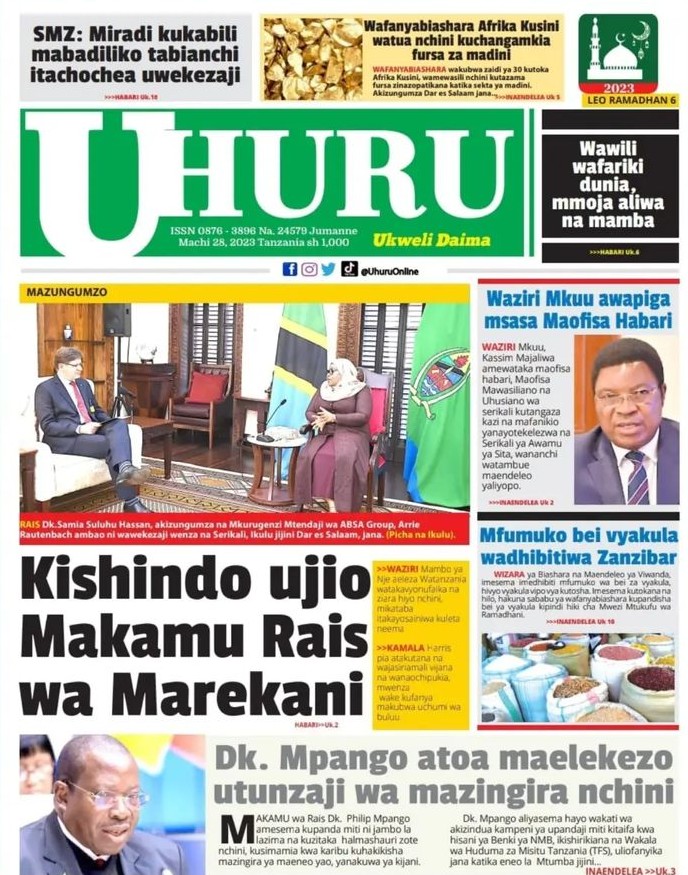 SMZ: Miradi kukabili
mabadiliko tabianchi
itachochea uwekezaji
>>>HABARI Uk.18
Wafanyabiashara Afrika Kusini
watua nchini kuchangamkia
fursa za madini
WAFANYABIASHARA wakubwa zaidi ya 30 kutoka
Afrika Kusini, wamewasili nchini kutazama
fursa zinazopatikana katika sekta ya madini.
Akizungumza Dar es Salaam jana..
>>INAENDELEA Uk 5
2023
LEO RAMADHAN 6
UHURU
ISSN 0876 - 3896 Na, 24579 Jumanne
Machi 28, 2023 Tanzania sh 1,000
Ukweli Daima
Wawili
wafariki
dunia,
mmoja aliwa
na mamba
>>>HABARI Uk.6
@UhuruOnline
MAZUNGUMZO
RAIS Dk.Samia Suluhu Hassan, akizungumza na Mkurugenzi Mtendaji wa ABSA Group, Arrie
Rautenbach ambao ni wawekezaji wenza na Serikali, Ikulu jijini Dar es Salaam, jana. (Picha na Ikulu).
Waziri Mkuu awapiga
msasa Maofisa Habari
WAZIRI Mkuu,
Kassim Majaliwa
amewataka maofisa
habari, Maofisa
Mawasiliano na
Uhusiano wa
serikali kutangaza
kazi na mafanikio
yanayotekelezwa na
Serikali ya Awamu
ya Sita, wananchi
watambue
maendeleo
yaliyopo.
>>>INAENDELEA Uk 2
Mfumuko bei vyakula
wadhibitiwa Zanzibar
WIZARA ya Biashara na Maendeleo ya Viwanda,
imesema imedhibiti mfumuko wa bei za vyakula,
hivyo vyakula vipo vya kutosha. Imesema kutokana na
hilo, hakuna sababu ya wafanyabiashara kupandisha
bei ya vyakula kipindi hiki cha Mwezi Mtukufu wa
Ramadhani.
>>>INAENDELEA Uk 16
Kishindo ujio
Makamu Rais
wa Marekani
HABARI>>Uk.2
>>WAZIRI Mambo ya
Nje aeleza Watanzania
watakavyonufaika na
ziara hiyo nchini,
mikataba
itakayosainiwa kuleta
neema
>>KAMALA Harris
pia atakutana na
wajasiriamali vijana
na wanaochipukia,
mwenza
wake kufanya
makubwa uchumi wa
buluu
Dk. Mpango atoa maelekezo
utunzaji wa mazingira nchini
MAKAMU wa Rais Dk. Philip Mpango
amesema kupanda miti ni jambo la
lazima na kuzitaka halmashauri zote
nchini, kusimamia kwa karibu kuhakikisha
mazingira ya maeneo yao, yanakuwa ya kijani.
Dk. Mpango aliyasema hayo wakati wa
akizindua kampeni ya upandaji miti kitaifa kwa
hisani ya Benki ya NMB, ikishirikiana na Wakala
wa Huduma za Misitu Tanzania (TFS), uliofanyika
jana katika eneo la Mtumba jijini...
INAENDELEA >>Uk.3